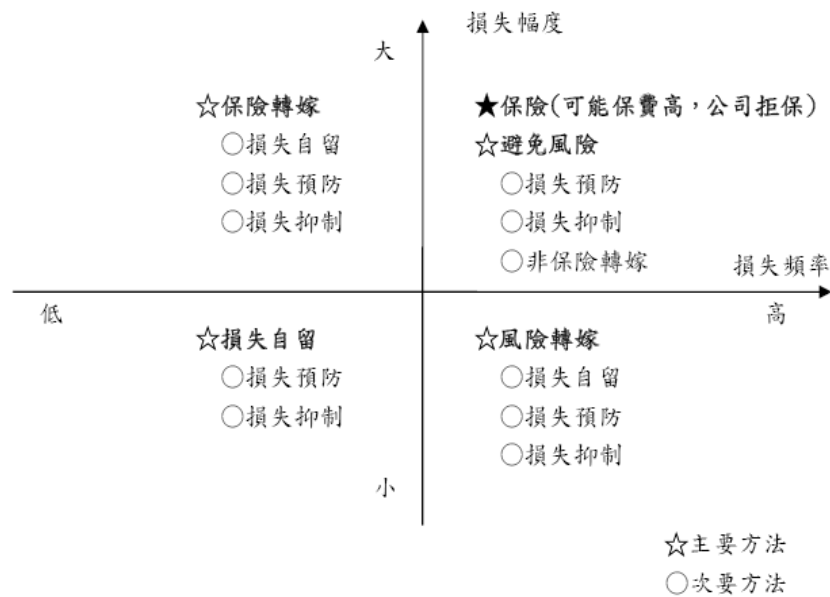 損失幅度
大
☆保險轉嫁
○損失自留
○損失預防
○損失抑制
★保險(可能保費高，公司拒保)
☆避免風險
○損失預防
○損失抑制
○非保險轉嫁
損失頻率
低
高
☆損失自留
○損失預防
○損失抑制
☆風險轉嫁
○損失自留
○損失預防
○損失抑制
小
☆主要方法
○次要方法